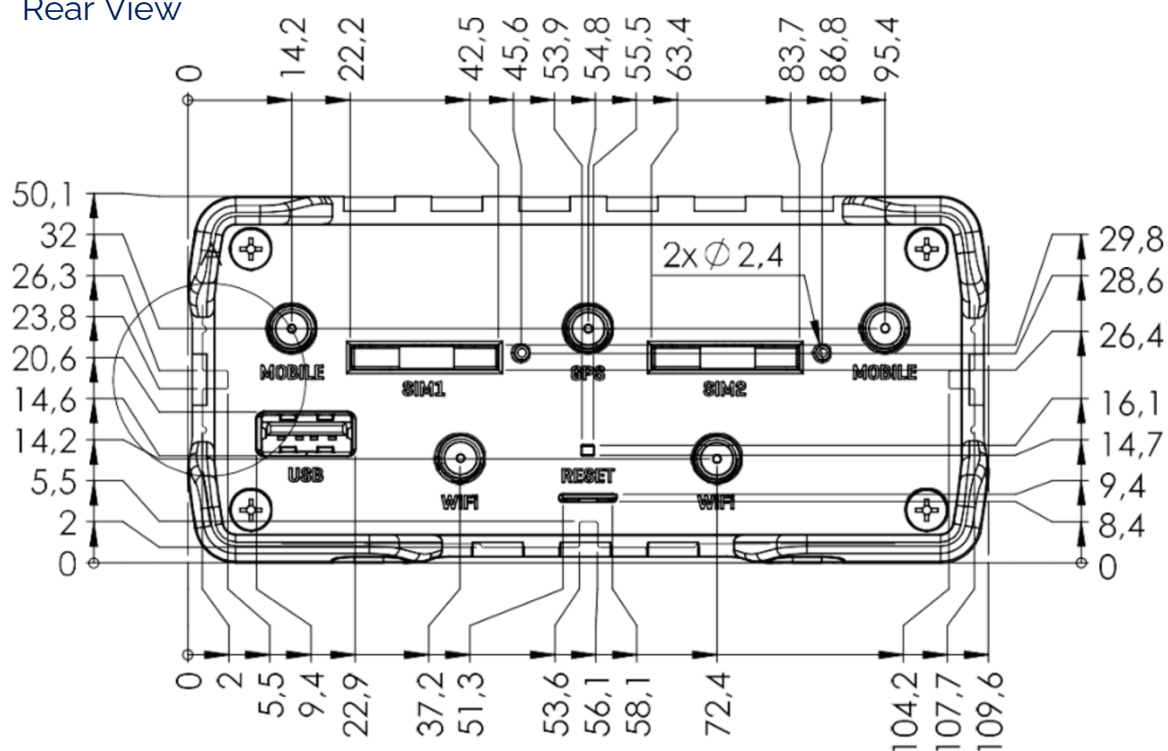 Rear View
0 14,2 22,2 42,5 45,6 53,9 54,8 55,5 63,4 83,7 86,8 95,4
50,1
32
26,3
23,8
20,6
14,6
14,2
5,5
2
0
2x Ø 2,4
A
MOBILE
SIM1
GPS
SIM2
MOBILE
USB
WIFI
RESET
WIFI
29,8
28,6
26,4
16,1
14,7
9,4
8,4
0
0 2 5,5 9,4 22,9 37,2 51,3 53,6 56,1 58,1 72,4 104,2 107,7 109,6